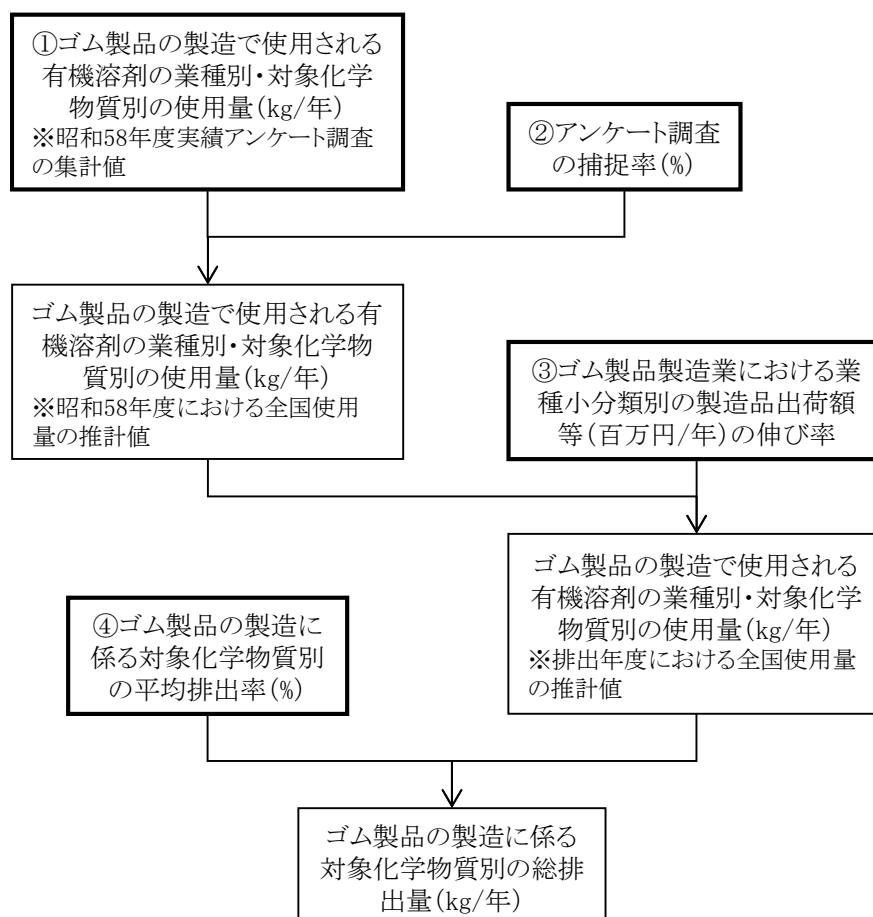 ①ゴム製品の製造で使用される
有機溶剤の業種別・対象化学
物質別の使用量(kg/年)
※昭和58年度実績アンケート調査
の集計値
②アンケート調査
の捕捉率(%)
ゴム製品の製造で使用される有
機溶剤の業種別・対象化学物
質別の使用量(kg/年)
※昭和58年度における全国使用
量の推計値
③ゴム製品製造業における業
種小分類別の製造品出荷額
等(百万円/年)の伸び率
ゴム製品の製造で使用される
有機溶剤の業種別・対象化学
物質別の使用量(kg/年)
※排出年度における全国使用量
の推計値
④ゴム製品の製造に
係る対象化学物質別
の平均排出率(%)
ゴム製品の製造に係る
対象化学物質別の総排
出量(kg/年)